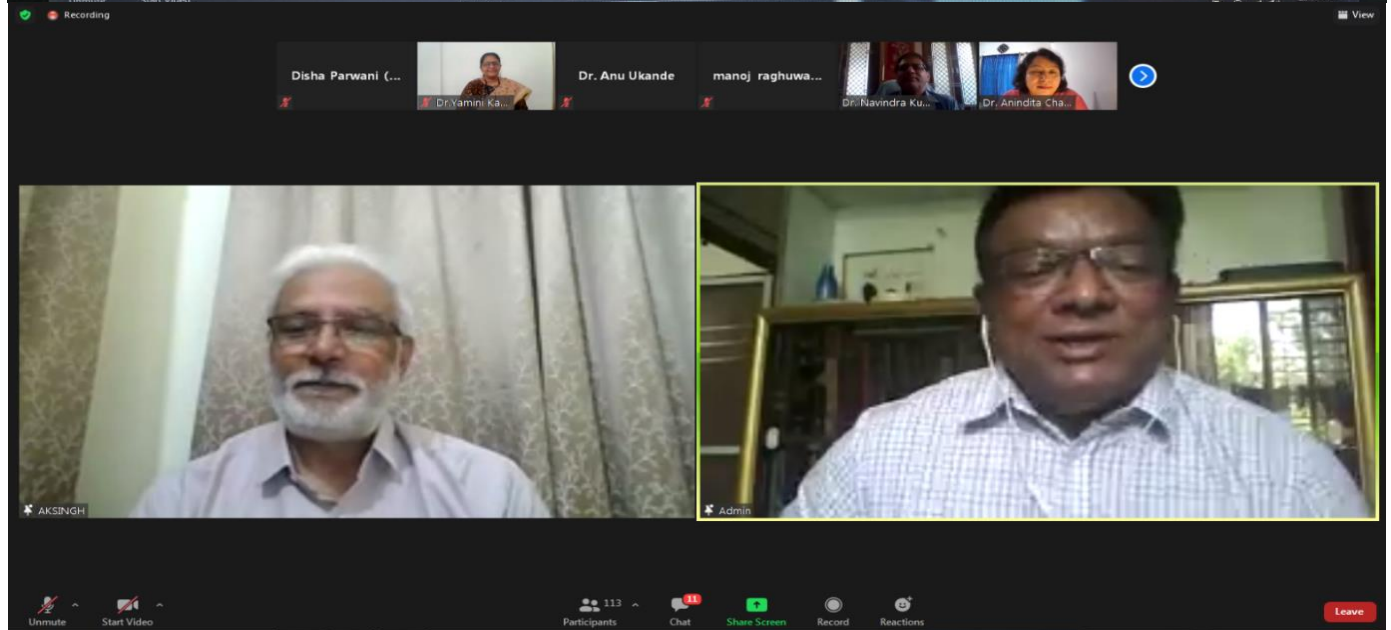 Recording
View
Disha Parwani (...
Dr.Yamini Ka...
Dr. Anu Ukande
manoj raghuwa...
Dr. Navindra Ku...
Dr. Anindita Cha...
AKSINGH
Admin
Unmute
Start Video
113
Participants
11
Chat
Share Screen
Record
Reactions
Leave